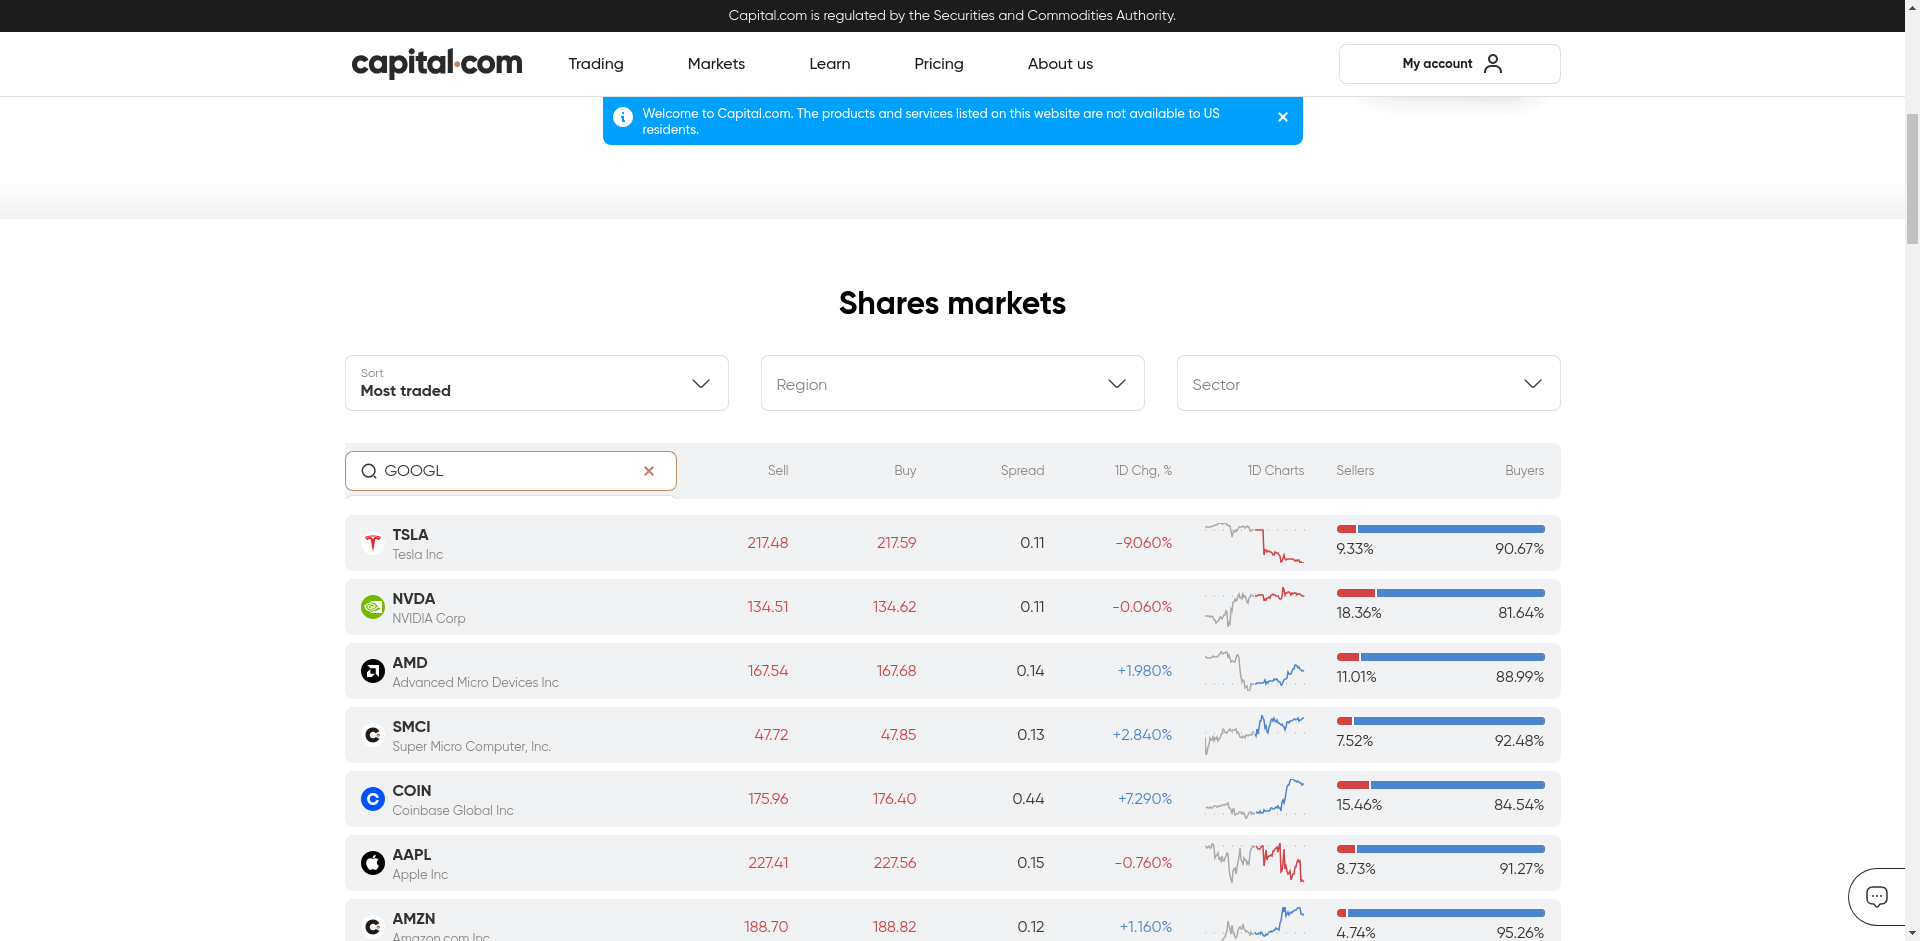 Capital.com is regulated by the Securities and Commodities Authority.
capital.com
Trading
Markets
Learn
Pricing
About us
My account
Welcome to Capital.com. The products and services listed on this website are not available to US
residents.
Shares markets
Sort
Most traded
Region
Sector
GOOGL
Sell
Buy
Spread
1D Chg, %
1D Charts
Sellers
Buyers
TSLA
Tesla Inc
217.48
217.59
0.11
-9.060%
9.33%
90.67%
NVDA
NVIDIA Corp
134.51
134.62
0.11
-0.060%
18.36%
81.64%
AMD
Advanced Micro Devices Inc
167.54
167.68
0.14
+1.980%
11.01%
88.99%
SMCI
Super Micro Computer, Inc.
47.72
47.85
0.13
+2.840%
7.52%
92.48%
COIN
Coinbase Global Inc
175.96
176.40
0.44
+7.290%
15.46%
84.54%
AAPL
Apple Inc
227.41
227.56
0.15
-0.760%
8.73%
91.27%
AMZN
Amazon.com Inc
188.70
188.82
0.12
+1.160%
4.74%
95.26%